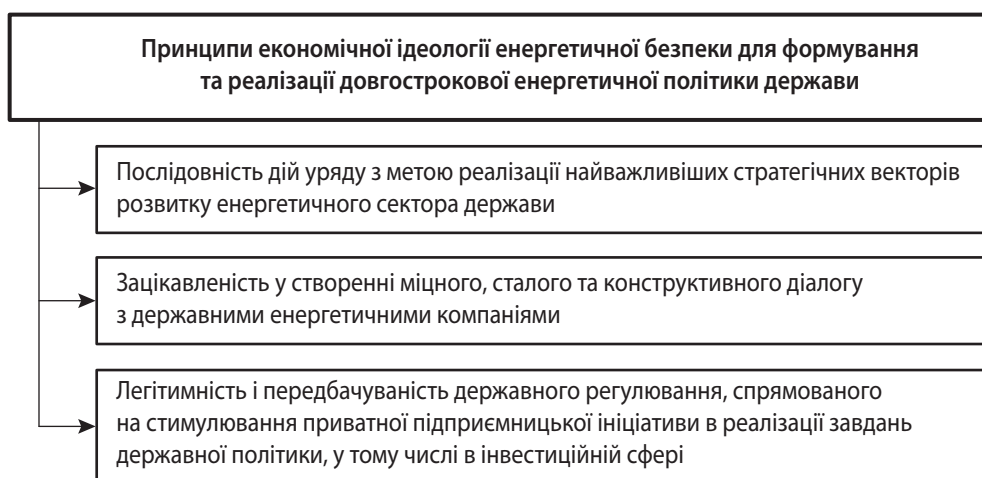 Принципи економічної ідеології енергетичної безпеки для формування
та реалізації довгострокової енергетичної політики держави
Послідовність дій уряду з метою реалізації найважливіших стратегічних векторів
розвитку енергетичного сектора держави
Зацікавленість у створенні міцного, сталого та конструктивного діалогу
з державними енергетичними компаніями
Легітимність і передбачуваність державного регулювання, спрямованого
на стимулювання приватної підприємницької ініціативи в реалізації завдань
державної політики, у тому числі в інвестиційній сфері